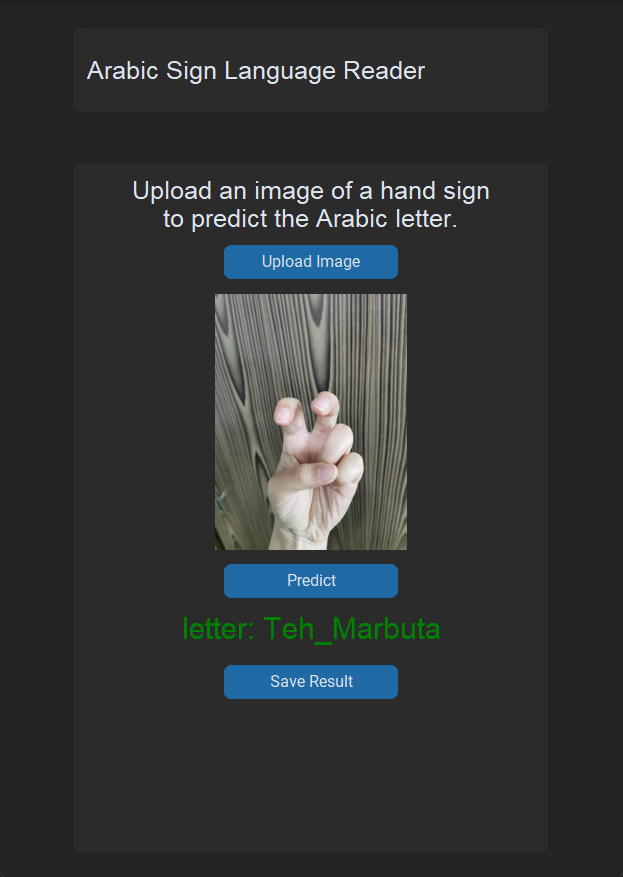 Arabic Sign Language Reader
Upload an image of a hand sign
to predict the Arabic letter.
Upload Image
Predict
letter: Teh_Marbuta
Save Result